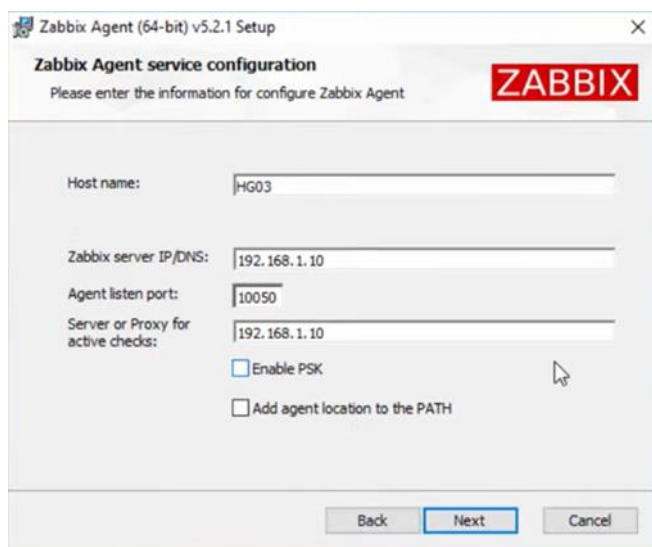 Zabbix Agent (64-bit) v5.2.1 Setup
Zabbix Agent service configuration
Please enter the information for configure Zabbix Agent
ZABBIX
Host name:
HG03
Zabbix server IP/DNS:
192.168.1.10
Agent listen port:
10050
Server or Proxy for
active checks:
192.168.1.10
Enable PSK
Add agent location to the PATH
Back
Next
Cancel